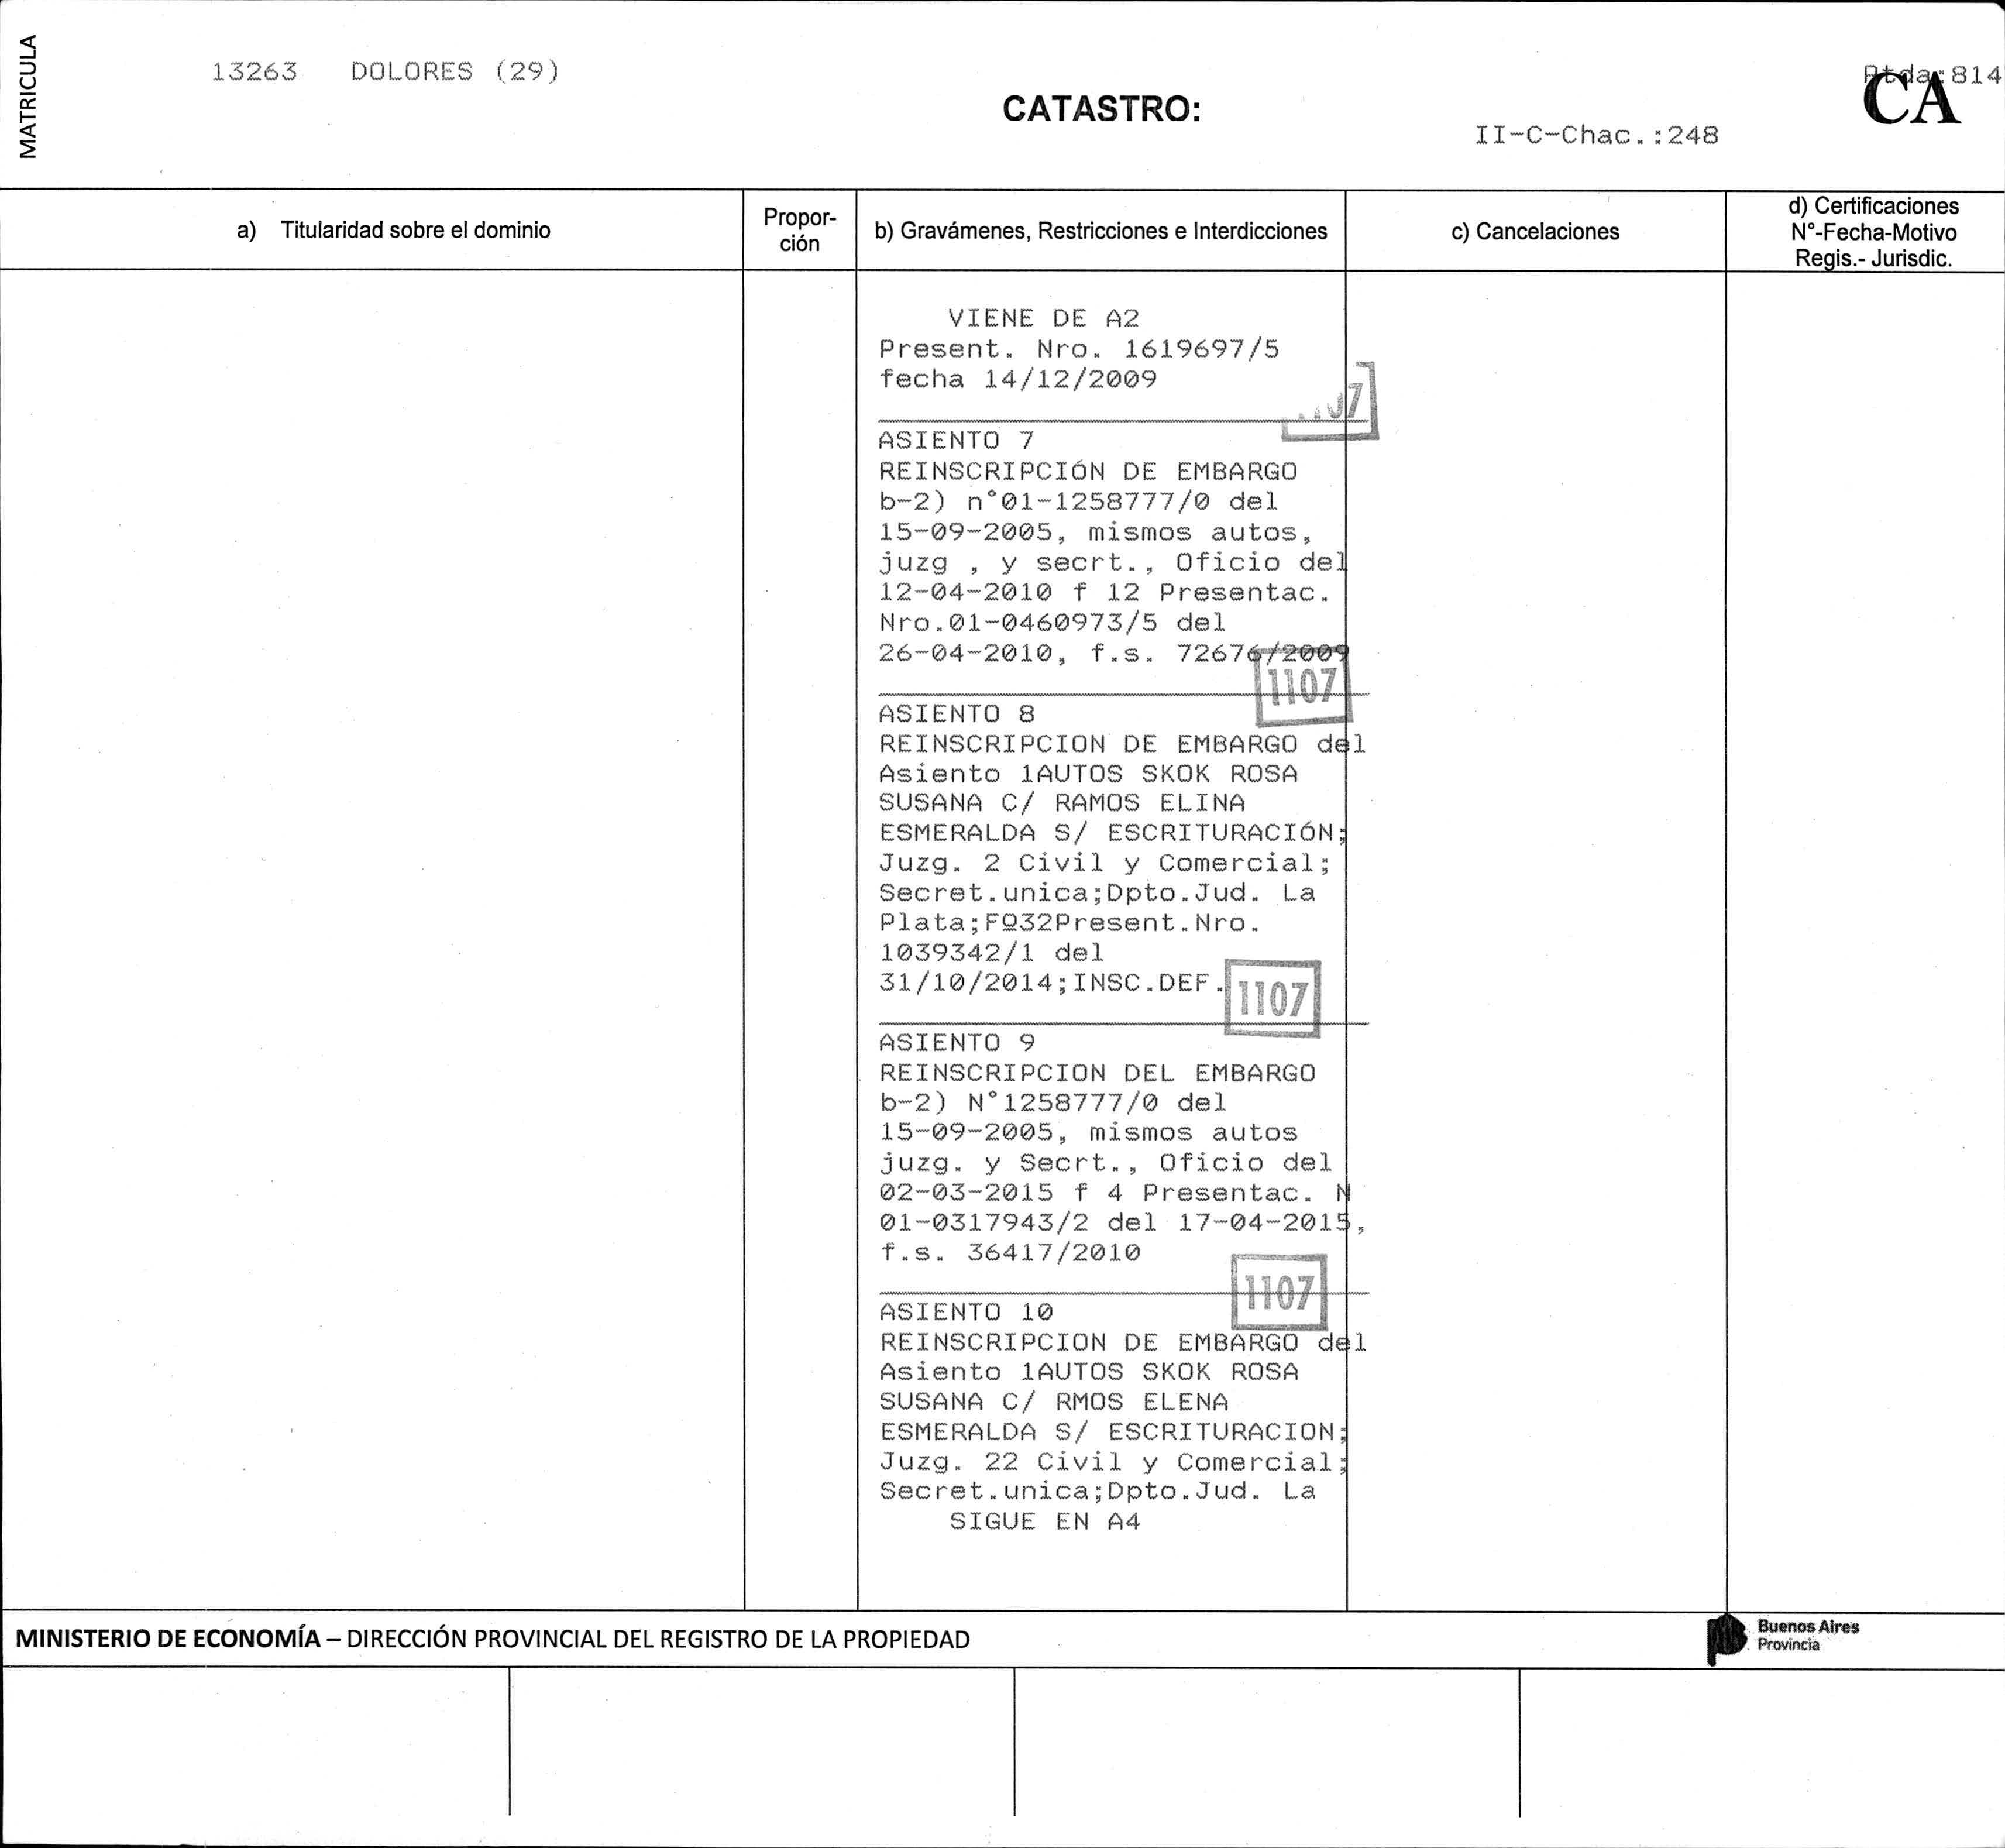 MATRICULA
13263 DOLORES (29)
CATASTRO:
Ptda:814
CA
II-C-Chac.:248
a) Titularidad sobre el dominio
Propor-
ción
b) Gravámenes, Restricciones e Interdicciones
c) Cancelaciones
d) Certificaciones
N°-Fecha-Motivo
Regis.- Jurisdic.
VIENE DE A2
Present. Nro. 1619697/5
fecha 14/12/2009
ASIENTO 7
REINSCRIPCIÓN DE EMBARGO
b-2) n°01-1258777/0 del
15-09-2005, mismos autos,
juzg , y secrt., Oficio del
12-04-2010 f 12 Presentac.
Nro.01-0460973/5 del
26-04-2010, f.s. 72676/2009
1107
ASIENTO 8
REINSCRIPCION DE EMBARGO del
Asiento 1AUTOS SKOK ROSA
SUSANA C/ RAMOS ELINA
ESMERALDA S/ ESCRITURACIÓN;
Juzg. 2 Civil y Comercial;
Secret.unica;Dpto.Jud. La
Plata;Fº32Present.Nro.
1039342/1 del
31/10/2014;INSC.DEF.
1107
ASIENTO 9
REINSCRIPCION DEL EMBARGO
b-2) N°1258777/0 del
15-09-2005, mismos autos
juzg. y Secrt., Oficio del
02-03-2015 f 4 Presentac. N
01-0317943/2 del 17-04-2015,
f.s. 36417/2010
1107
ASIENTO 10
REINSCRIPCION DE EMBARGO del
Asiento 1AUTOS SKOK ROSA
SUSANA C/ RMOS ELENA
ESMERALDA S/ ESCRITURACION;
Juzg. 22 Civil y Comercial;
Secret.unica;Dpto.Jud. La
SIGUE EN A4
MINISTERIO DE ECONOMÍA – DIRECCIÓN PROVINCIAL DEL REGISTRO DE LA PROPIEDAD
Buenos Aires
Provincia